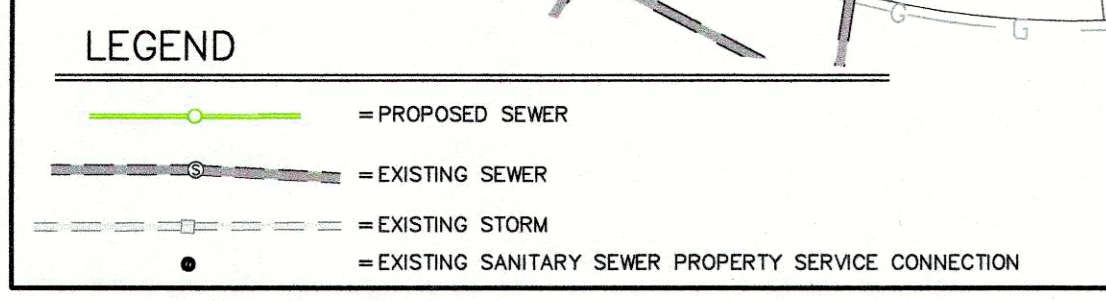 G
G
LEGEND
= PROPOSED SEWER
S
= EXISTING SEWER
= EXISTING STORM
= EXISTING SANITARY SEWER PROPERTY SERVICE CONNECTION